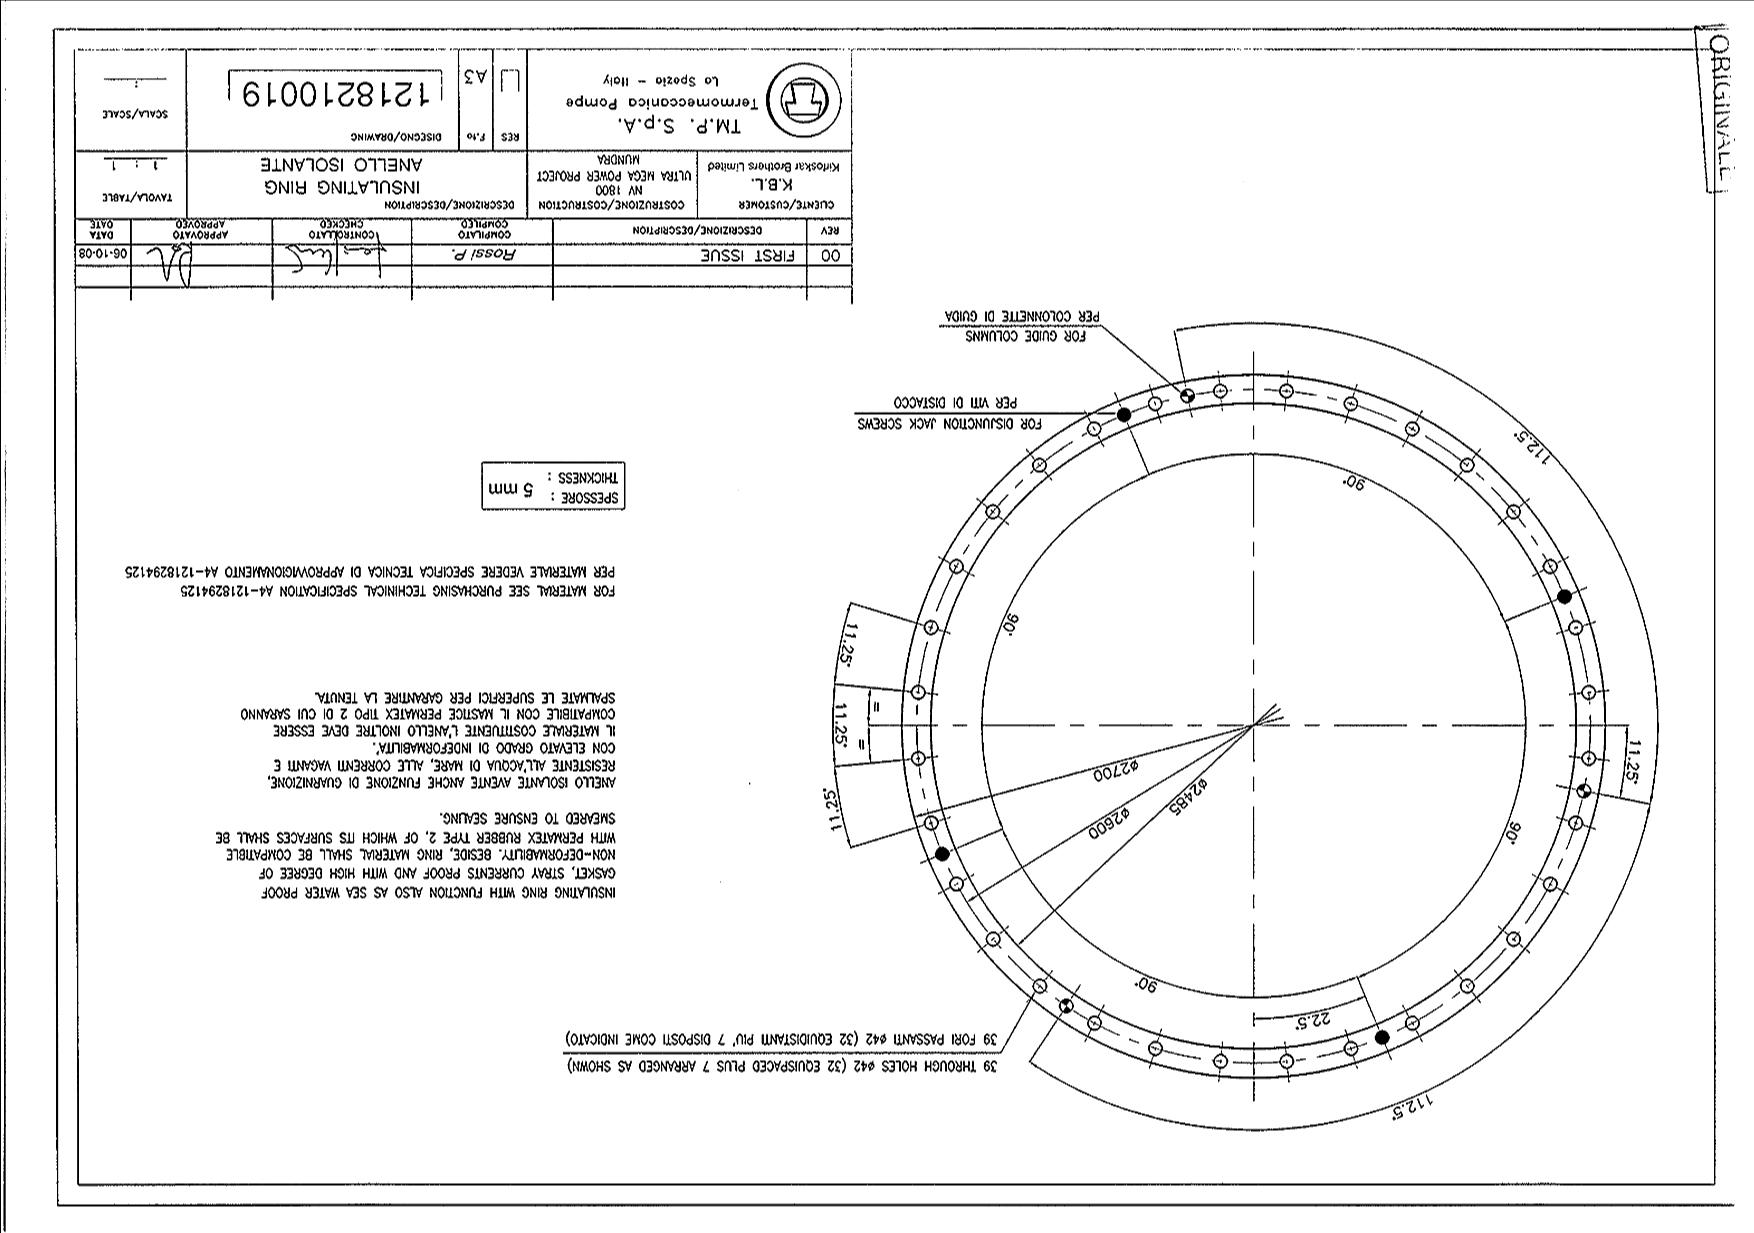 ORIGINALE
39 THROUGH HOLES ø42 (32 EQUISPACED PLUS 7 ARRANGED AS SHOWN)
39 FORI PASSANTI ø42 (32 EQUIDISTANTI PIU' 7 DISPOSTI COME INDICATO)
112.5°
22.5°
90°
90°
90°
90°
112.5°
11.25°
11.25°
11.25°
11.25°
=
=
ø2485
ø2600
ø2700
FOR DISJUNCTION JACK SCREWS
PER VITI DI DISTACCO
FOR GUIDE COLUMNS
PER COLONNETTE DI GUIDA
INSULATING RING WITH FUNCTION ALSO AS SEA WATER PROOF
GASKET, STRAY CURRENTS PROOF AND WITH HIGH DEGREE OF
NON-DEFORMABILITY. BESIDE, RING MATERIAL SHALL BE COMPATIBLE
WITH PERMATEX RUBBER TYPE 2, OF WHICH ITS SURFACES SHALL BE
SMEARED TO ENSURE SEALING.
ANELLO ISOLANTE AVENTE ANCHE FUNZIONE DI GUARNIZIONE,
RESISTENTE ALL'ACQUA DI MARE, ALLE CORRENTI VAGANTI E
CON ELEVATO GRADO DI INDEFORMABILITA'.
IL MATERIALE COSTITUENTE L'ANELLO INOLTRE DEVE ESSERE
COMPATIBILE CON IL MASTICE PERMATEX TIPO 2 DI CUI SARANNO
SPALMATE LE SUPERFICI PER GARANTIRE LA TENUTA.
FOR MATERIAL SEE PURCHASING TECHINICAL SPECIFICATION A4-1218294125
PER MATERIALE VEDERE SPECIFICA TECNICA DI APPROVVIGIONAMENTO A4-1218294125
SPESSORE :
THICKNESS :
5 mm
00 FIRST ISSUE Rossi P. 06-10-08
REV DESCRIZIONE/DESCRIPTION
COMPILATO
COMPILED
CONTROLLATO
CHECKED
APPROVATO
APPROVED
DATA
DATE
CLIENTE/CUSTOMER
K.B.L.
Kirloskar Brothers Limited
COSTRUZIONE/COSTRUCTION
NV 1800
ULTRA MEGA POWER PROJECT
MUNDRA
DESCRIZIONE/DESCRIPTION
INSULATING RING
ANELLO ISOLANTE
TAVOLA/TABLE
1 : 1
TM.P. S.p.A.
Termomeccanica Pompe
La Spezia - Italy
RES
F.to
A3
DISEGNO/DRAWING
1218210019
SCALA/SCALE
: